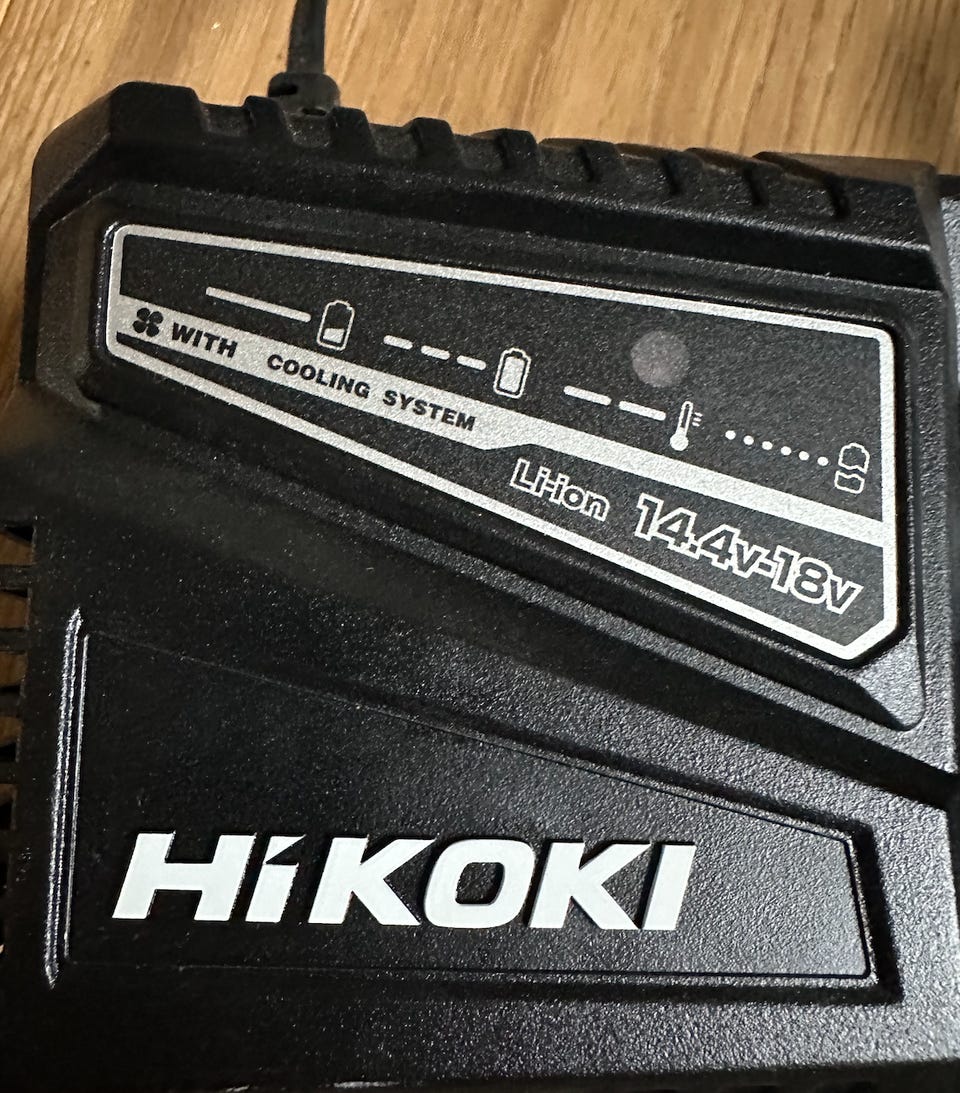 WITH COOLING SYSTEM
Li-ion 14.4v-18v
HiKOKI